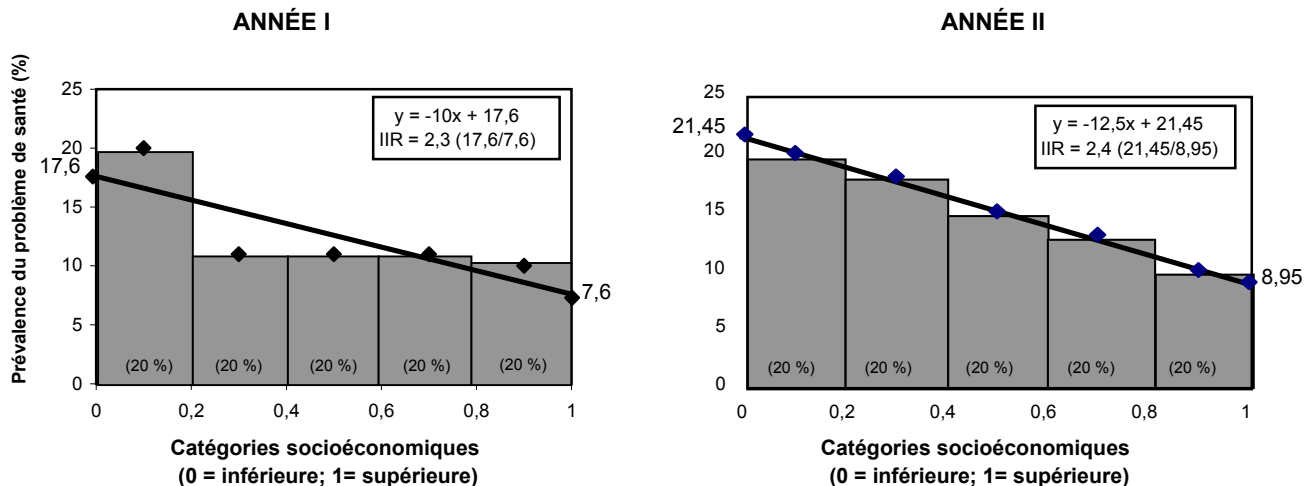 ANNÉE I
Prévalence du problème de santé (%)
25
20
15
10
5
0
17,6
y = -10x + 17,6
IIR = 2,3 (17,6/7,6)
7,6
(20 %) (20 %) (20 %) (20 %) (20 %)
0 0,2 0,4 0,6 0,8 1
Catégories socioéconomiques
(0 = inférieure; 1= supérieure)
ANNÉE II
25
20
15
10
5
0
21,45
y = -12,5x + 21,45
IIR = 2,4 (21,45/8,95)
8,95
(20 %) (20 %) (20 %) (20 %) (20 %)
0 0,2 0,4 0,6 0,8 1
Catégories socioéconomiques
(0 = inférieure; 1= supérieure)